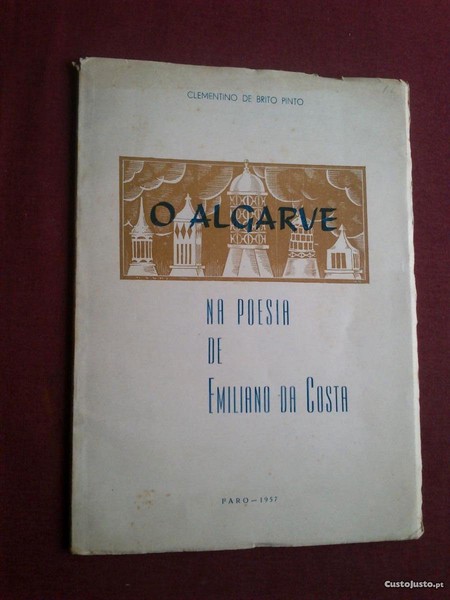 CLEMENTINO DE BRITO PINTO
O ALGARVE
NA POESIA
DE
EMILIANO DA COSTA
FARO — 1957
CustoJusto.pt